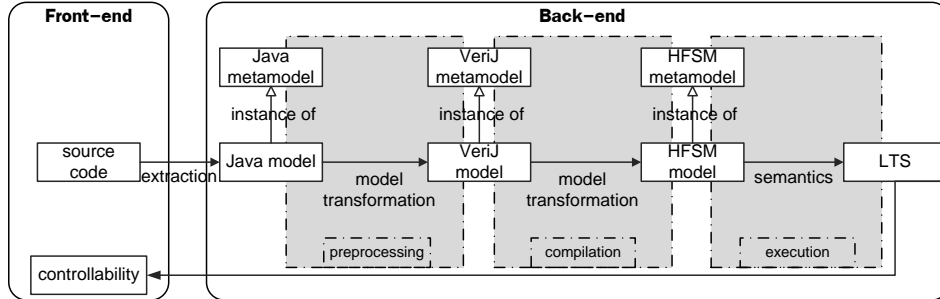 Front-end
Back-end
Java
metamodel
VeriJ
metamodel
HFSM
metamodel
instance of
instance of
instance of
source
code
extraction
Java model
model
transformation
VeriJ
model
model
transformation
HFSM
model
semantics
LTS
preprocessing
compilation
execution
controllability